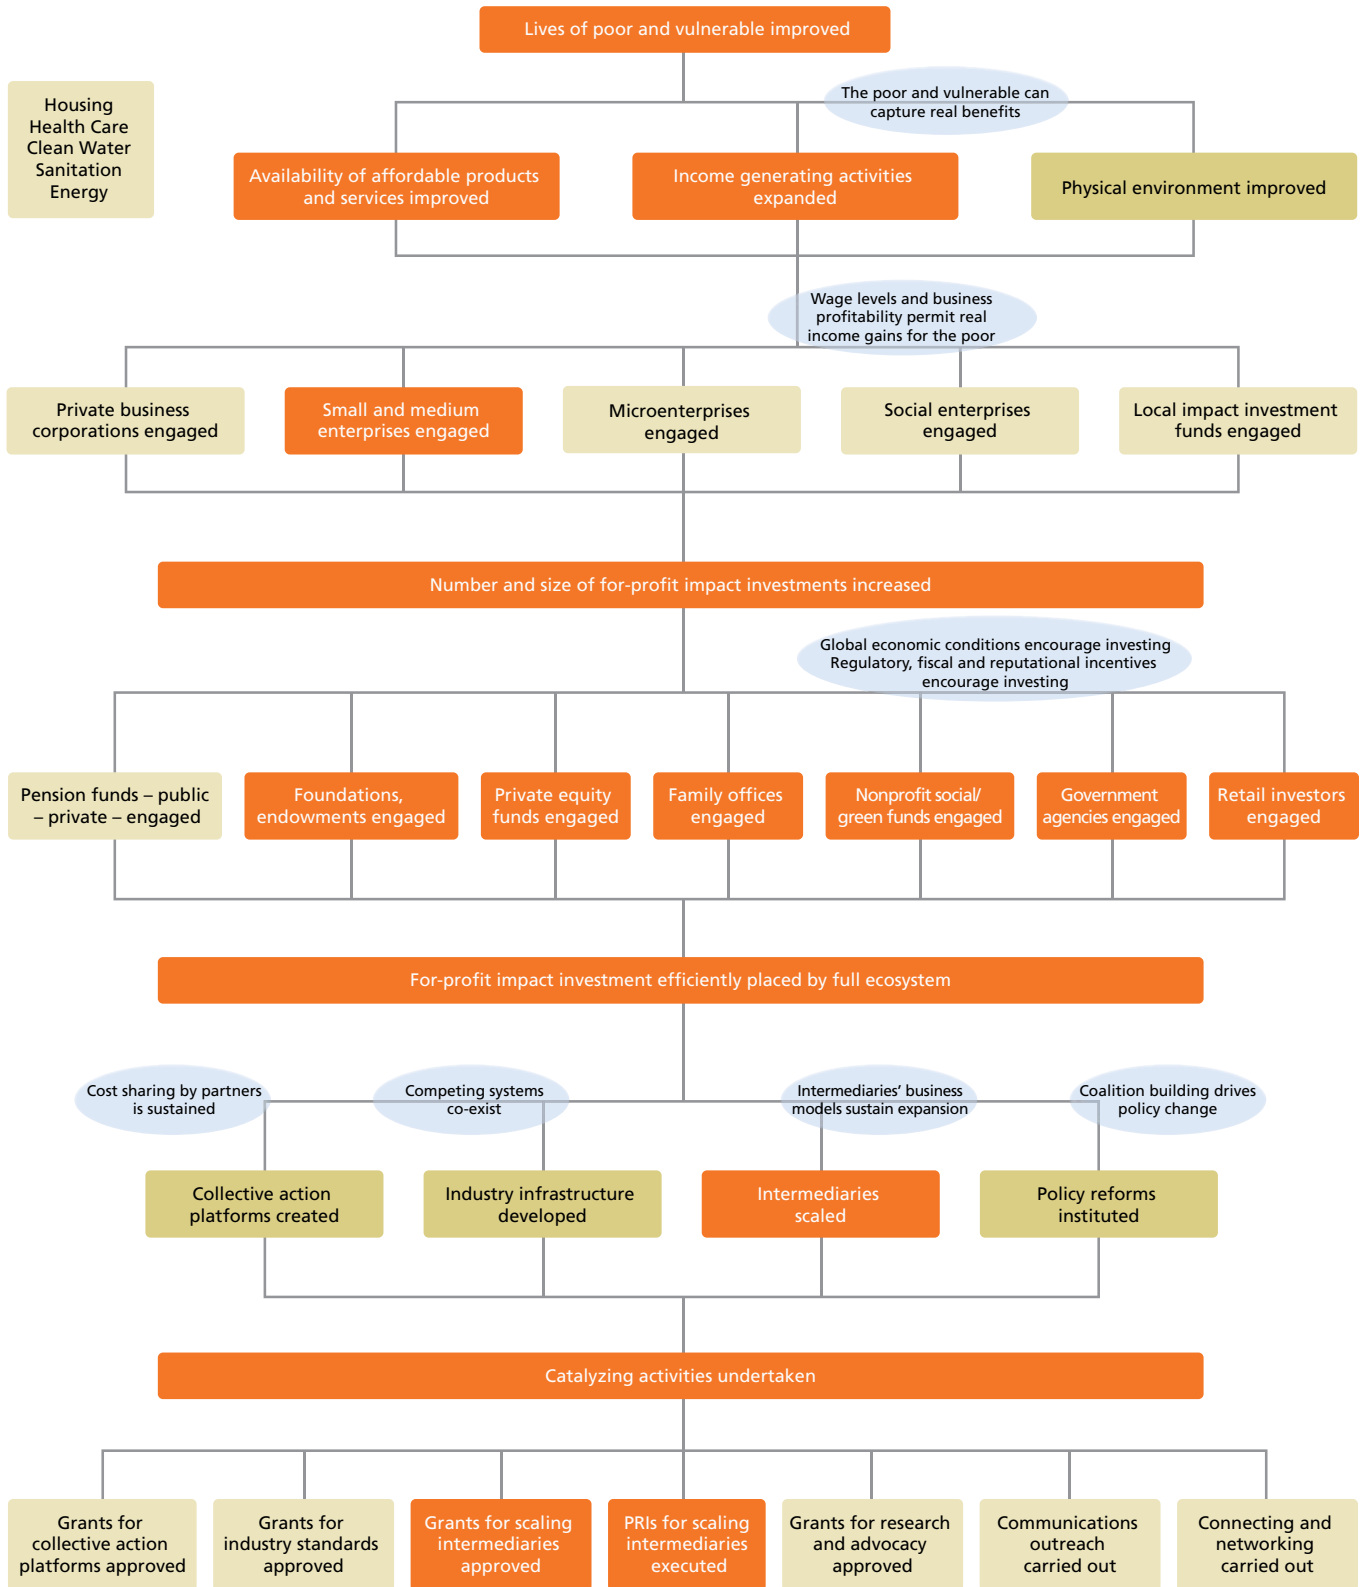 Lives of poor and vulnerable improved
Housing
Health Care
Clean Water
Sanitation
Energy
The poor and vulnerable can
capture real benefits
Availability of affordable products
and services improved
Income generating activities
expanded
Physical environment improved
Wage levels and business
profitability permit real
income gains for the poor
Private business
corporations engaged
Small and medium
enterprises engaged
Microenterprises
engaged
Social enterprises
engaged
Local impact investment
funds engaged
Number and size of for-profit impact investments increased
Global economic conditions encourage investing
Regulatory, fiscal and reputational incentives
encourage investing
Pension funds – public
– private – engaged
Foundations,
endowments engaged
Private equity
funds engaged
Family offices
engaged
Nonprofit social/
green funds engaged
Government
agencies engaged
Retail investors
engaged
For-profit impact investment efficiently placed by full ecosystem
Cost sharing by partners
is sustained
Competing systems
co-exist
Intermediaries’ business
models sustain expansion
Coalition building drives
policy change
Collective action
platforms created
Industry infrastructure
developed
Intermediaries
scaled
Policy reforms
instituted
Catalyzing activities undertaken
Grants for
collective action
platforms approved
Grants for
industry standards
approved
Grants for scaling
intermediaries
approved
PRIs for scaling
intermediaries
executed
Grants for research
and advocacy
approved
Communications
outreach
carried out
Connecting and
networking
carried out